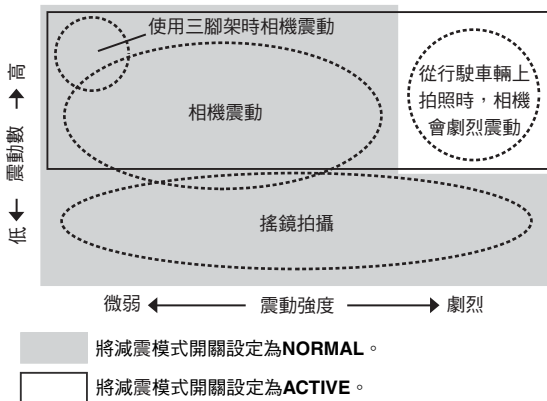 使用三腳架時相機震動
高
震動數
低
相機震動
從行駛車輛上
拍照時，相機
會劇烈震動
搖鏡拍攝
微弱
震動強度
劇烈
將減震模式開關設定為NORMAL。
將減震模式開關設定為ACTIVE。